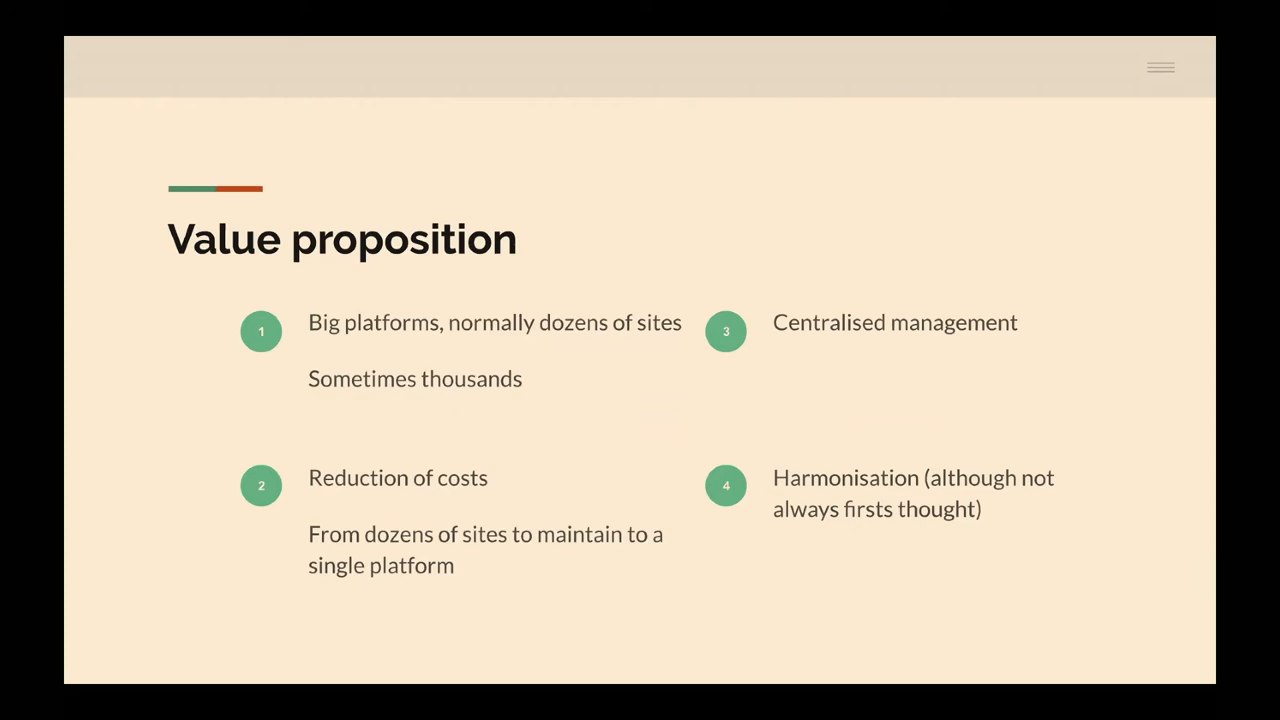 Value proposition
1
Big platforms, normally dozens of sites
Sometimes thousands
2
Reduction of costs
From dozens of sites to maintain to a
single platform
3
Centralised management
4
Harmonisation (although not
always firsts thought)